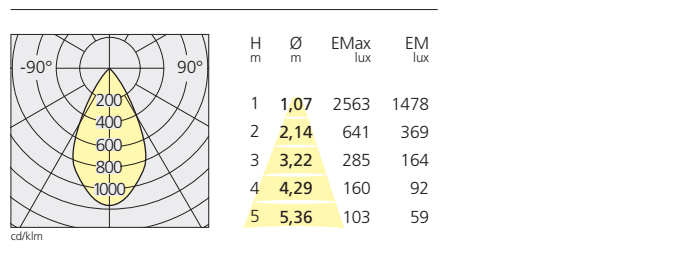 -90° 90°
200
400
600
800
1000
cd/klm
H Ø EMax EM
m m lux lux
1 1,07 2563 1478
2 2,14 641 369
3 3,22 285 164
4 4,29 160 92
5 5,36 103 59